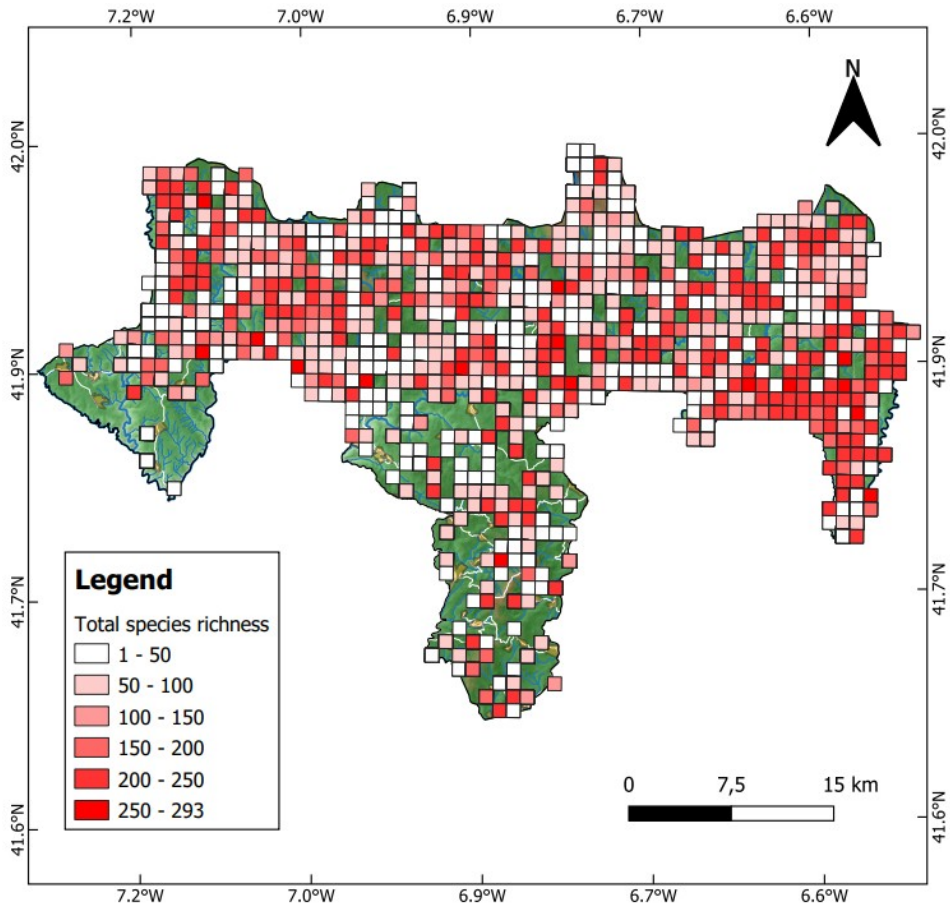 7.2°W 7.0°W 6.9°W 6.7°W 6.6°W
N
42.0°N 42.0°N
41.9°N 41.9°N
41.7°N 41.7°N
41.6°N 41.6°N
Legend
Total species richness
1 - 50
50 - 100
100 - 150
150 - 200
200 - 250
250 - 293
0 7,5 15 km
7.2°W 7.0°W 6.9°W 6.7°W 6.6°W